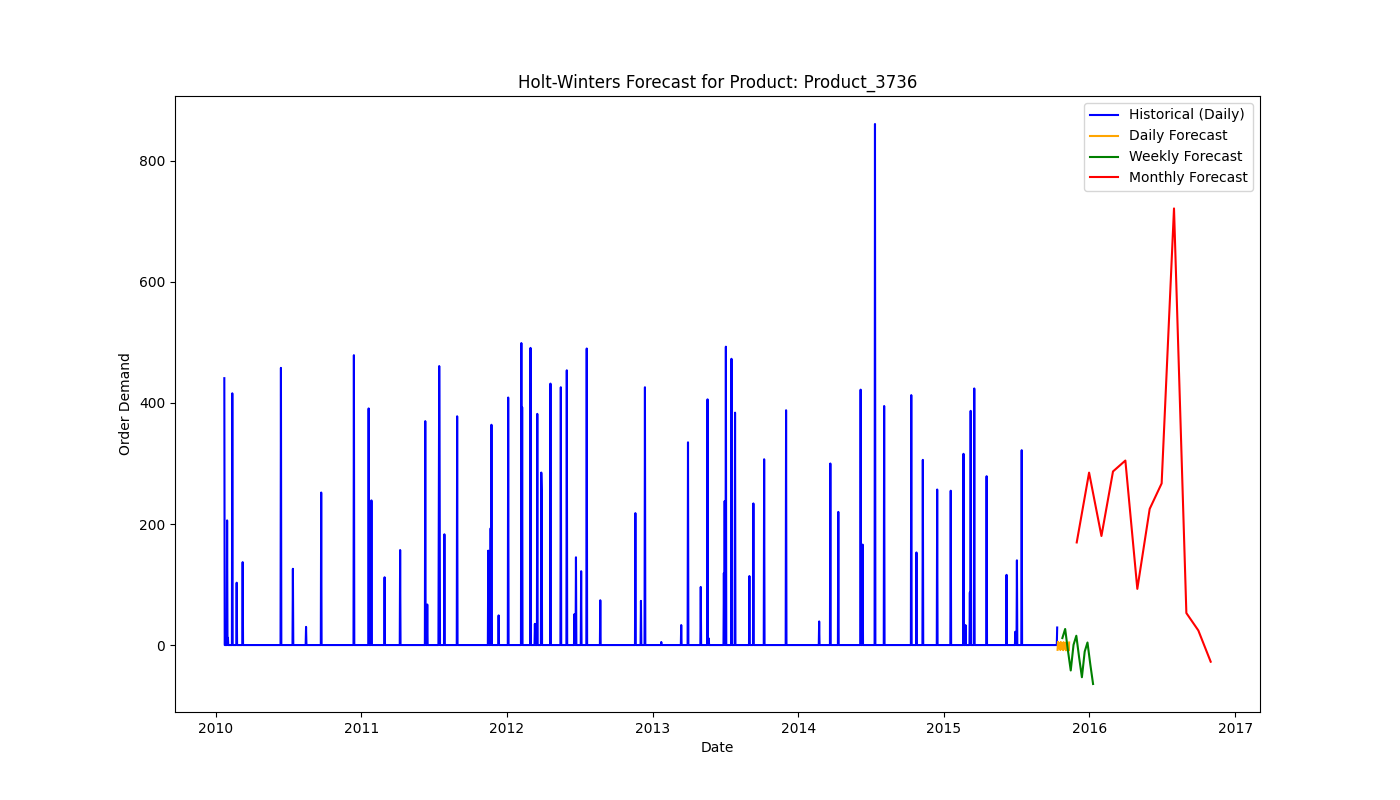 Holt-Winters Forecast for Product: Product_3736
Historical (Daily)
Daily Forecast
Weekly Forecast
Monthly Forecast
Order Demand
800
600
400
200
0
2010 2011 2012 2013 2014 2015 2016 2017
Date